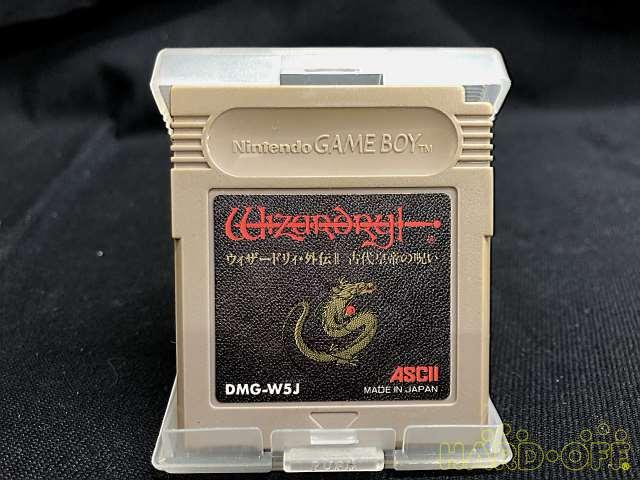 Nintendo GAME BOY TM
Wizardry
®
ウィザードリィ・外伝II 古代皇帝の呪い
ASCII
DMG-W5J
MADE IN JAPAN
HARD・OFF